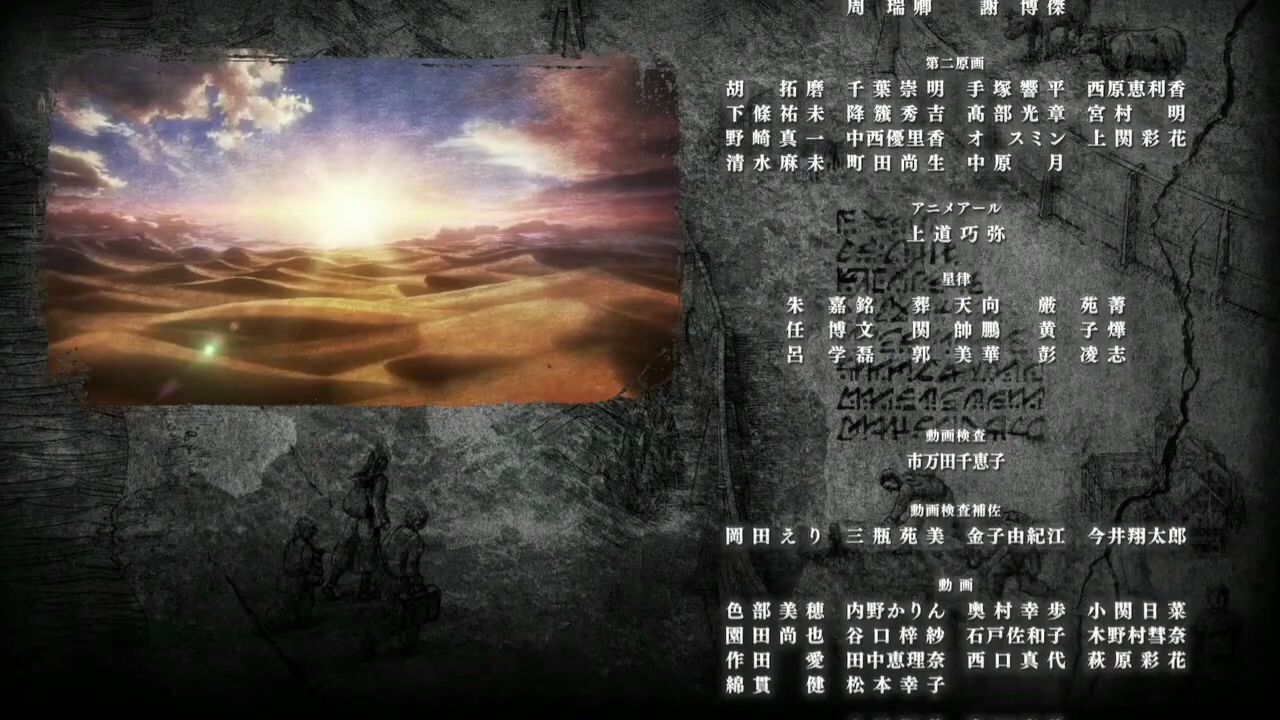 周 瑞卿 謝 博傑
第二原画
胡 拓磨 千葉崇明 手塚響平 西原恵利香
下條祐未 降籏秀吉 髙部光章 宮村 明
野崎真一 中西優里香 オ スミン 上関彩花
清水麻未 町田尚生 中原 月
アニメアール
上道巧弥
星律
朱 嘉銘 葬 天向 厳 苑菁
任 博文 関 帥鵬 黄 子燁
呂 学磊 郭 美華 彭 凌志
動画検査
市万田千恵子
動画検査補佐
岡田えり 三瓶苑美 金子由紀江 今井翔太郎
動画
色部美穂 内野かりん 奥村幸歩 小関日菜
園田尚也 谷口梓紗 石戸佐和子 木野村彗奈
作田 愛 田中恵理奈 西口真代 萩原彩花
綿貫 健 松本幸子